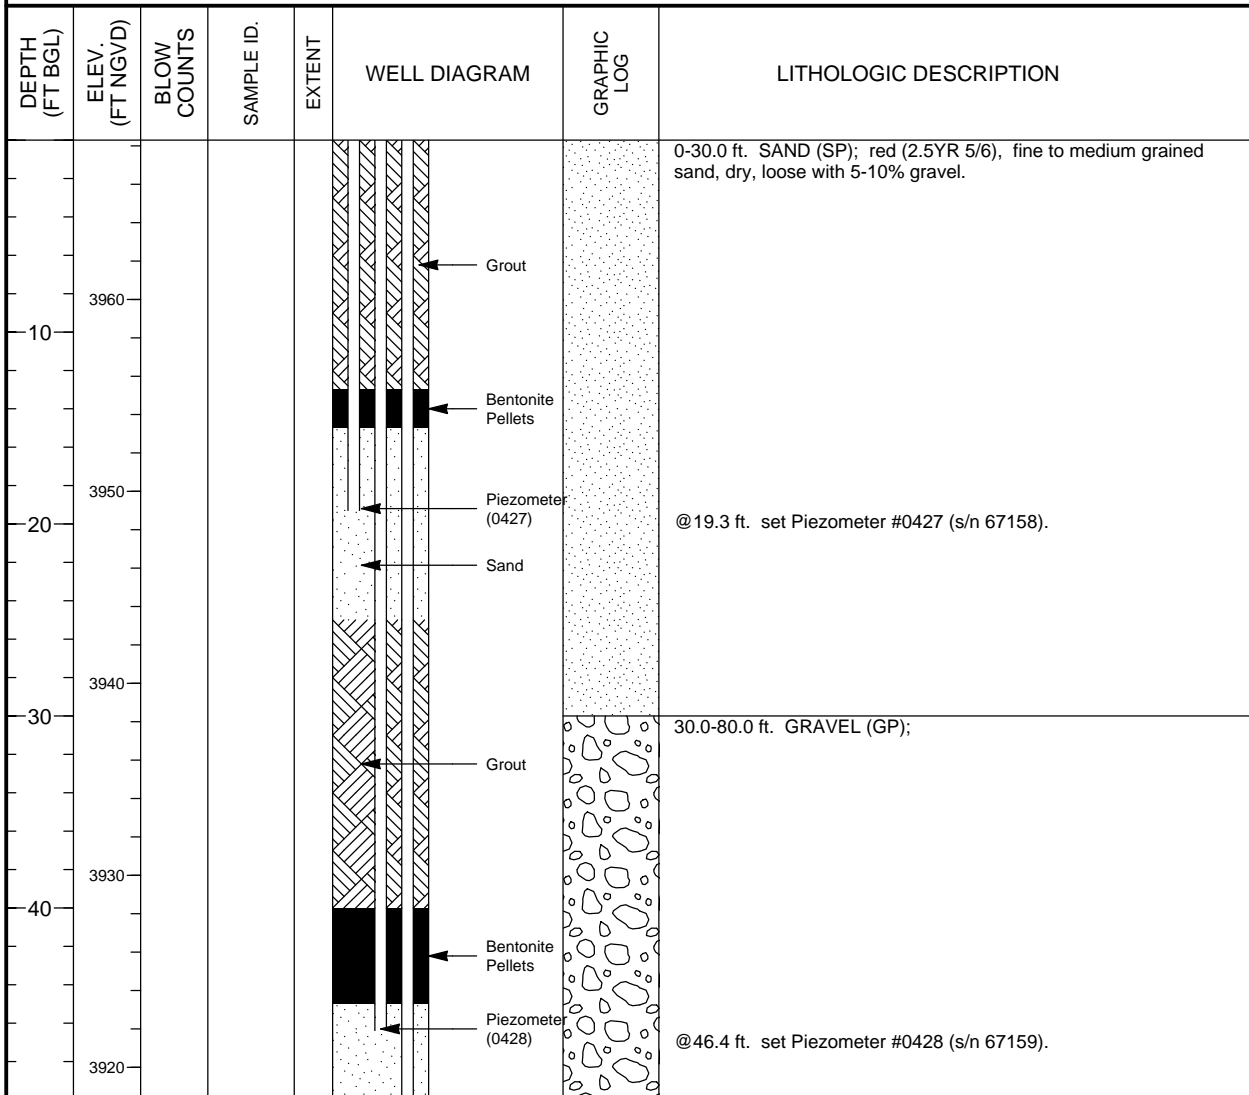 DEPTH
(FT BGL)
ELEV.
(FT NGVD)
BLOW
COUNTS
SAMPLE ID.
EXTENT
WELL DIAGRAM
GRAPHIC
LOG
LITHOLOGIC DESCRIPTION
0-30.0 ft. SAND (SP); red (2.5YR 5/6), fine to medium grained
sand, dry, loose with 5-10% gravel.
Grout
3960
10
Bentonite
Pellets
3950
Piezometer
(0427)
20
@19.3 ft. set Piezometer #0427 (s/n 67158).
Sand
3940
30
30.0-80.0 ft. GRAVEL (GP);
Grout
3930
40
Bentonite
Pellets
Piezometer
(0428)
@46.4 ft. set Piezometer #0428 (s/n 67159).
3920